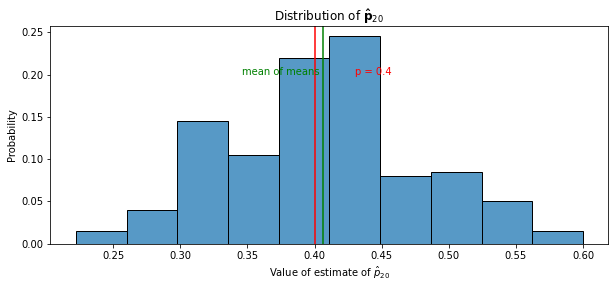 Distribution of p̂₂₀
Probability
0.25
0.20
0.15
0.10
0.05
0.00
mean of means
p = 0.4
0.25 0.30 0.35 0.40 0.45 0.50 0.55 0.60
Value of estimate of p̂₂₀